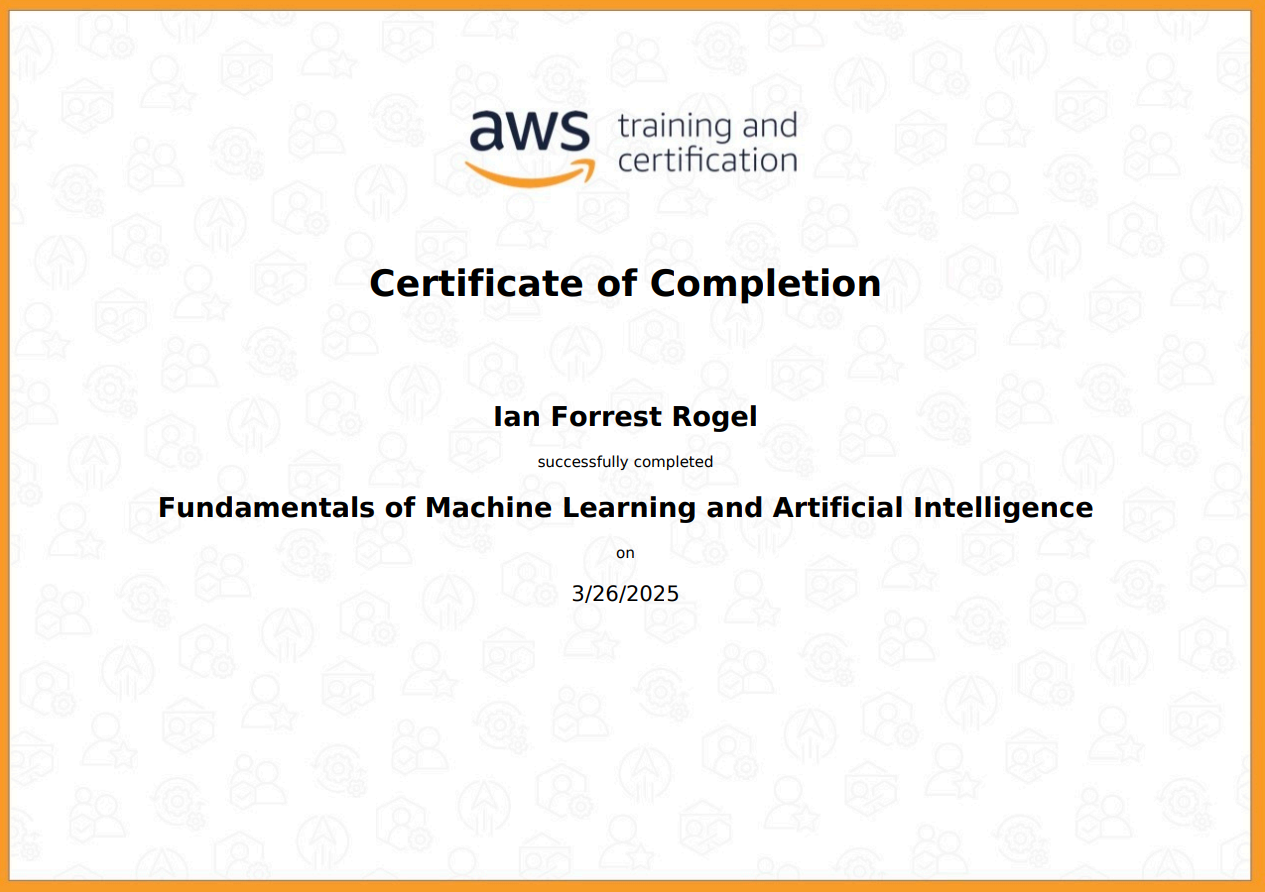 aws training and
certification
Certificate of Completion
Ian Forrest Rogel
successfully completed
Fundamentals of Machine Learning and Artificial Intelligence
on
3/26/2025